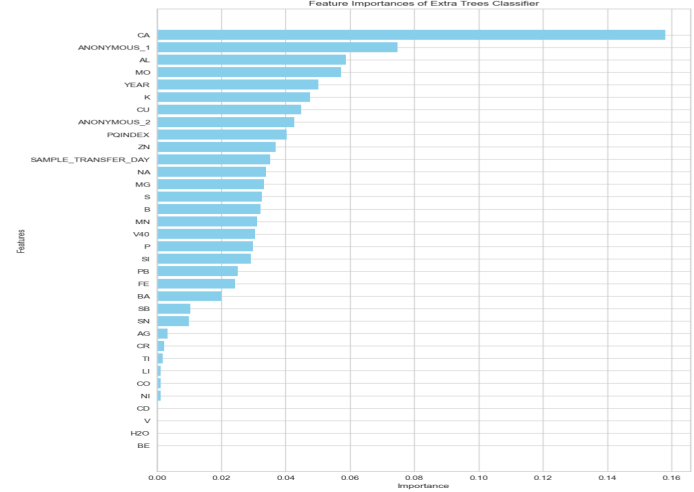 Feature Importances of Extra Trees Classifier
CA
ANONYMOUS_1
AL
MO
YEAR
K
CU
ANONYMOUS_2
PQINDEX
ZN
SAMPLE_TRANSFER_DAY
NA
MG
S
B
MN
V40
P
SI
PB
FE
BA
SB
SN
AG
CR
TI
LI
CO
NI
CD
V
H2O
BE
Features
0.00 0.02 0.04 0.06 0.08 0.10 0.12 0.14 0.16
Importance